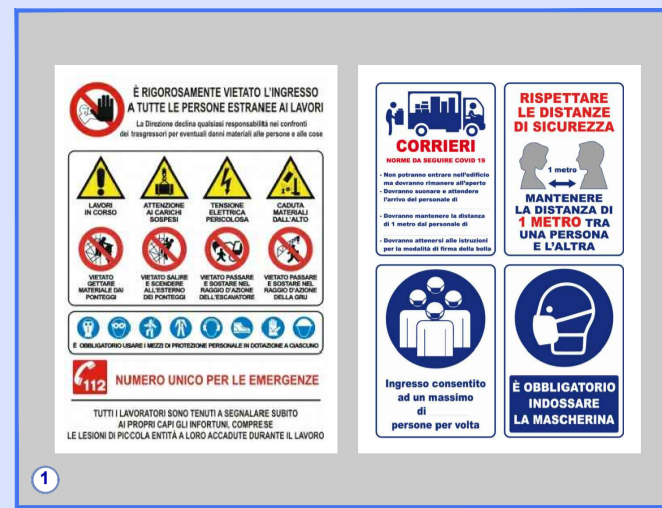 È RIGOROSAMENTE VIETATO L'INGRESSO
A TUTTE LE PERSONE ESTRANEE AI LAVORI
La Direzione declina qualsiasi responsabilità nei confronti
dei trasgressori per eventuali danni materiali alle persone e alle cose
LAVORI
IN CORSO
ATTENZIONE
AI CARICHI
SOSPESI
TENSIONE
ELETTRICA
PERICOLOSA
CADUTA
MATERIALI
DALL'ALTO
VIETATO
GETTARE
MATERIALE DAI
PONTEGGI
VIETATO SALIRE
E SCENDERE
ALL'ESTERNO
DEI PONTEGGI
VIETATO PASSARE
E SOSTARE NEL
RAGGIO D'AZIONE
DELL'ESCAVATORE
VIETATO PASSARE
E SOSTARE NEL
RAGGIO D'AZIONE
DELLA GRU
È OBBLIGATORIO USARE I MEZZI DI PROTEZIONE PERSONALE IN DOTAZIONE A CIASCUNO
112
NUMERO UNICO PER LE EMERGENZE
TUTTI I LAVORATORI SONO TENUTI A SEGNALARE SUBITO
AI PROPRI CAPI GLI INFORTUNI, COMPRESE
LE LESIONI DI PICCOLA ENTITÀ A LORO ACCADUTE DURANTE IL LAVORO
CORRIERI
NORME DA SEGUIRE COVID 19
- Non potranno entrare nell'edificio
ma dovranno rimanere all'aperto
- Dovranno suonare e attendere
l'arrivo del personale di
- Dovranno mantenere la distanza
di 1 metro dal personale di
- Dovranno attenersi alle istruzioni
per la modalità di firma della bolla
RISPETTARE
LE DISTANZE
DI SICUREZZA
1 metro
MANTENERE
LA DISTANZA DI
1 METRO TRA
UNA PERSONA
E L'ALTRA
Ingresso consentito
ad un massimo
di
persone per volta
È OBBLIGATORIO
INDOSSARE
LA MASCHERINA
1